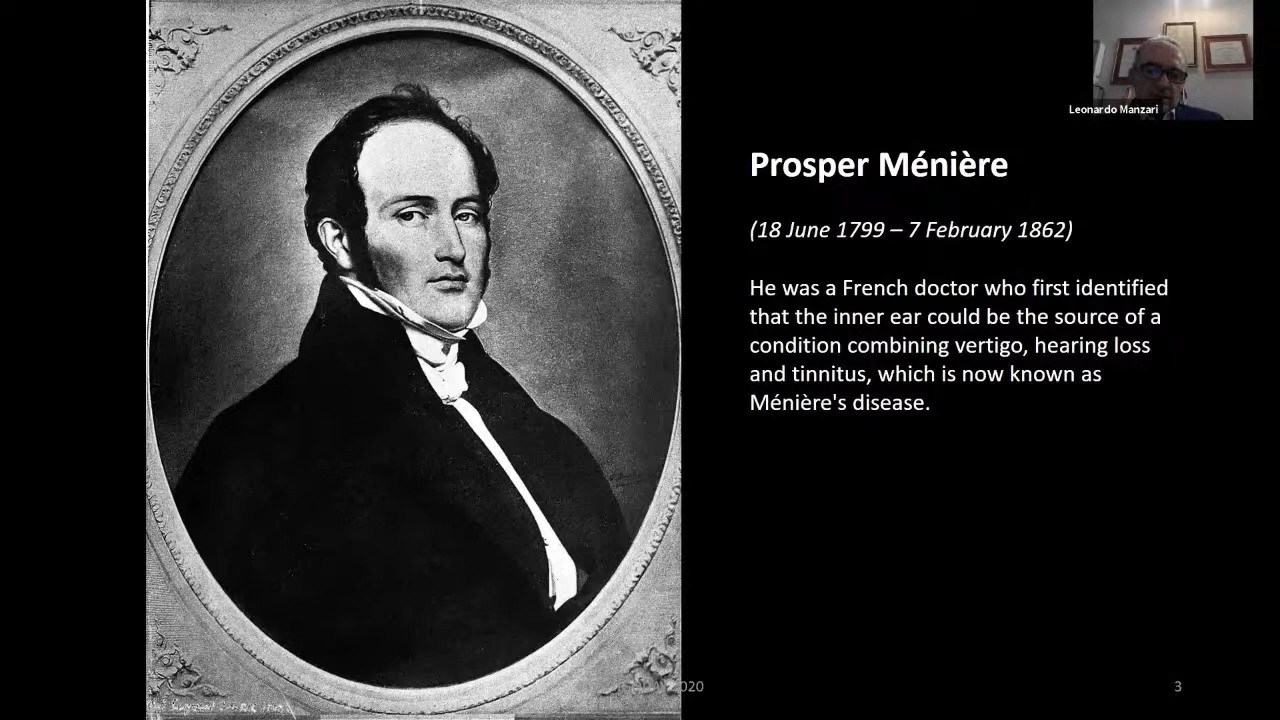 Leonardo Manzari
Prosper Ménière
(18 June 1799 – 7 February 1862)
He was a French doctor who first identified
that the inner ear could be the source of a
condition combining vertigo, hearing loss
and tinnitus, which is now known as
Ménière's disease.
2020
3